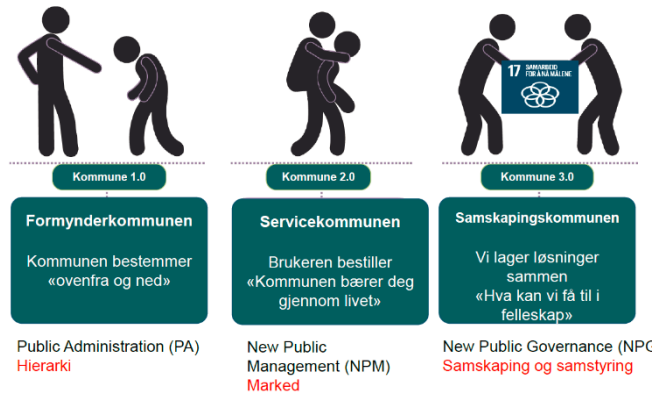 17 SAMARBEID
FOR Å NÅ MÅLENE
Kommune 1.0
Formynderkommunen
Kommunen bestemmer
«ovenfra og ned»
Public Administration (PA)
Hierarki
Kommune 2.0
Servicekommunen
Brukeren bestiller
«Kommunen bærer deg
gjennom livet»
New Public
Management (NPM)
Marked
Kommune 3.0
Samskapingskommunen
Vi lager løsninger
sammen
«Hva kan vi få til i
felleskap»
New Public Governance (NPG
Samskaping og samstyring